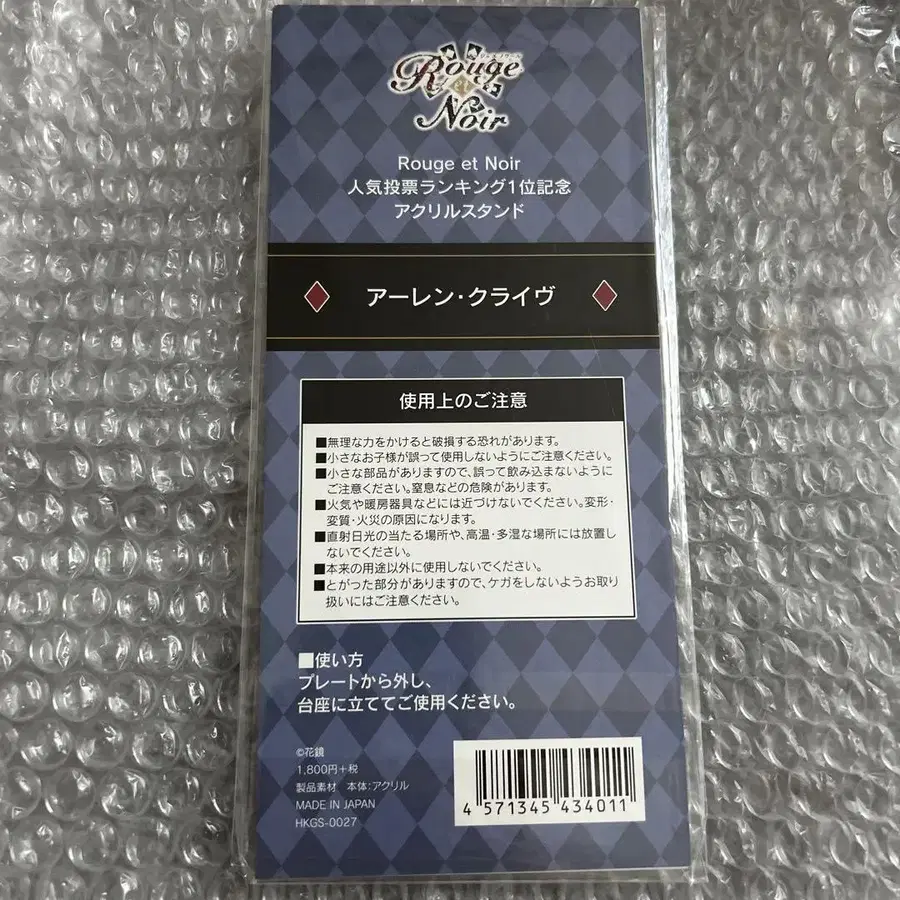 Rouge
et
Noir
Rouge et Noir
人気投票ランキング1位記念
アクリルスタンド
アーレン・クライヴ
使用上のご注意
■無理な力をかけると破損する恐れがあります。
■小さなお子様が誤って使用しないようにご注意ください。
■小さな部品がありますので、誤って飲み込まないように
ご注意ください。窒息などの危険があります。
■火気や暖房器具などには近づけないでください。変形・
変質・火災の原因になります。
■直射日光の当たる場所や、高温・多湿な場所には放置し
ないでください。
■本来の用途以外に使用しないでください。
■とがった部分がありますので、ケガをしないようお取り
扱いにはご注意ください。
■使い方
プレートから外し、
台座に立ててご使用ください。
©花鏡
1,800円+税
製品素材 本体:アクリル
MADE IN JAPAN
HKGS-0027
4 571345 434011